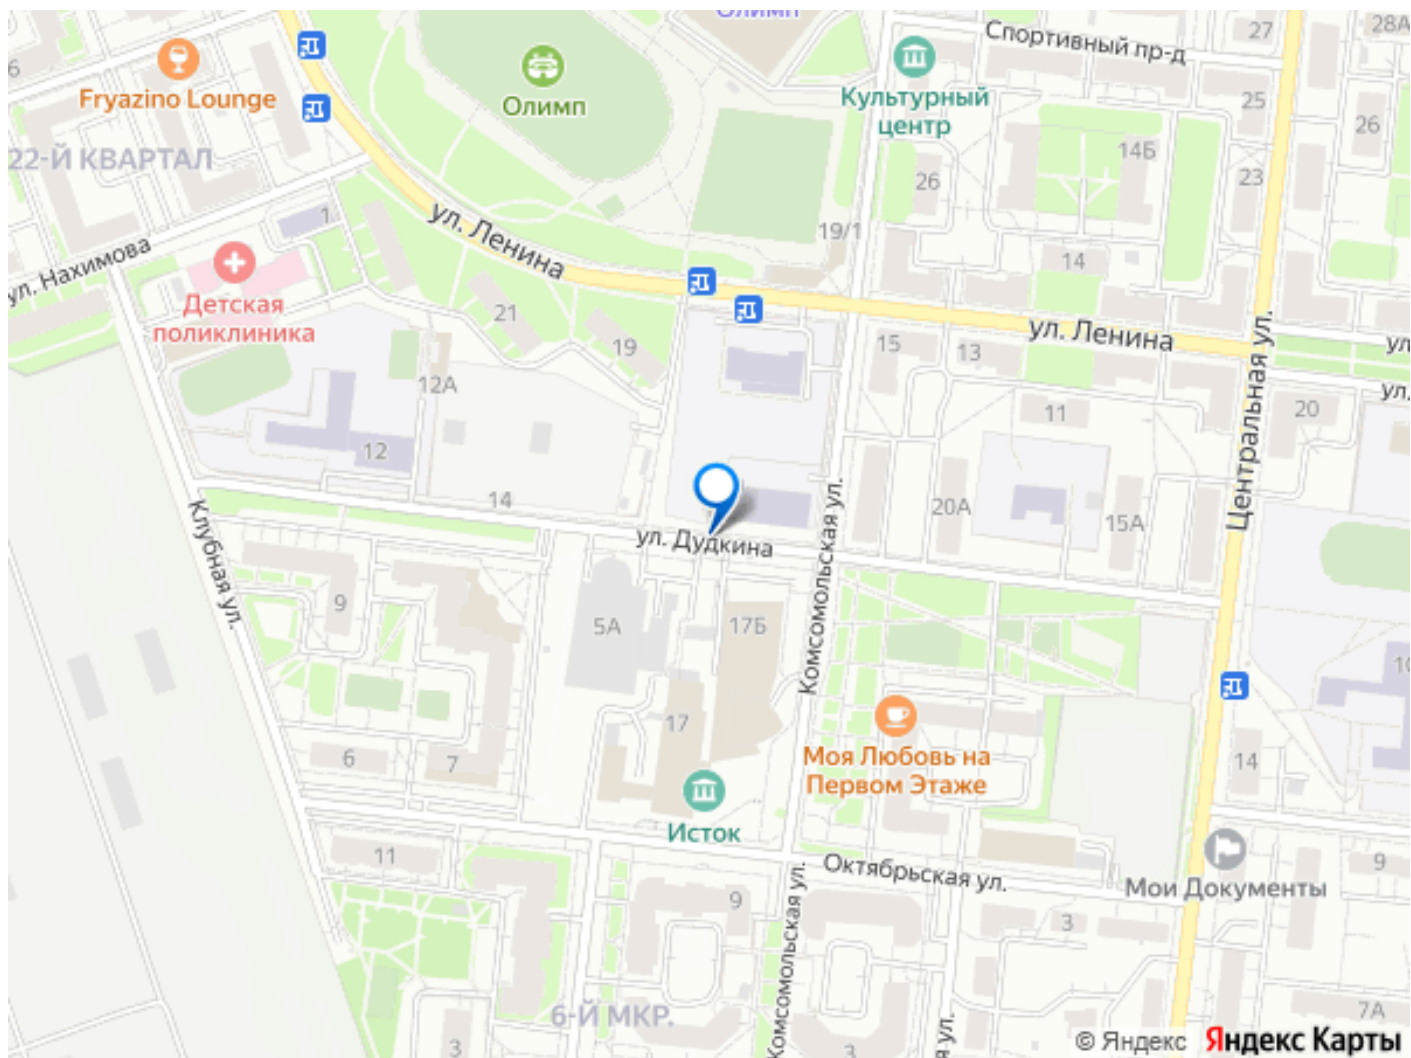 Олимп
Спортивный пр-д
27
28А
6
Fryazino Lounge
Олимп
Культурный
центр
25
26
22-Й КВАРТАЛ
14Б
26
23
1
ул. Ленина
19/1
ул. Нахимова
14
Детская
поликлиника
21
19
ул. Ленина
15
13
ул
12А
ул.
11
20
Центральная ул.
12
14
20А
15А
Клубная ул.
Комсомольская ул.
ул. Дудкина
9
5А
17Б
10
17
6
7
Моя Любовь на
Первом Этаже
14
Исток
11
Октябрьская ул.
Мои Документы
9
9
Комсомольская ул.
3
6-Й МКР.
7А
3
3
я ул.
© Яндекс Яндекс Карты